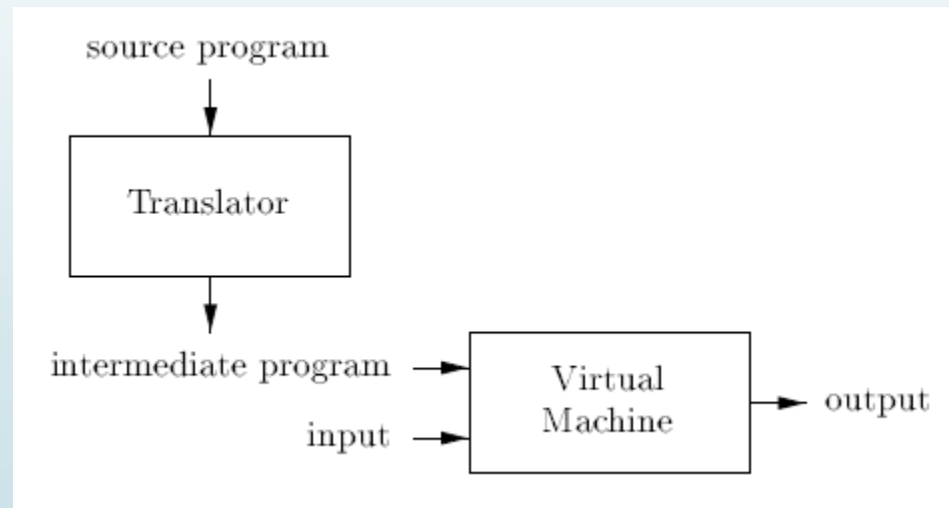 source program
Translator
intermediate program
input
Virtual
Machine
output